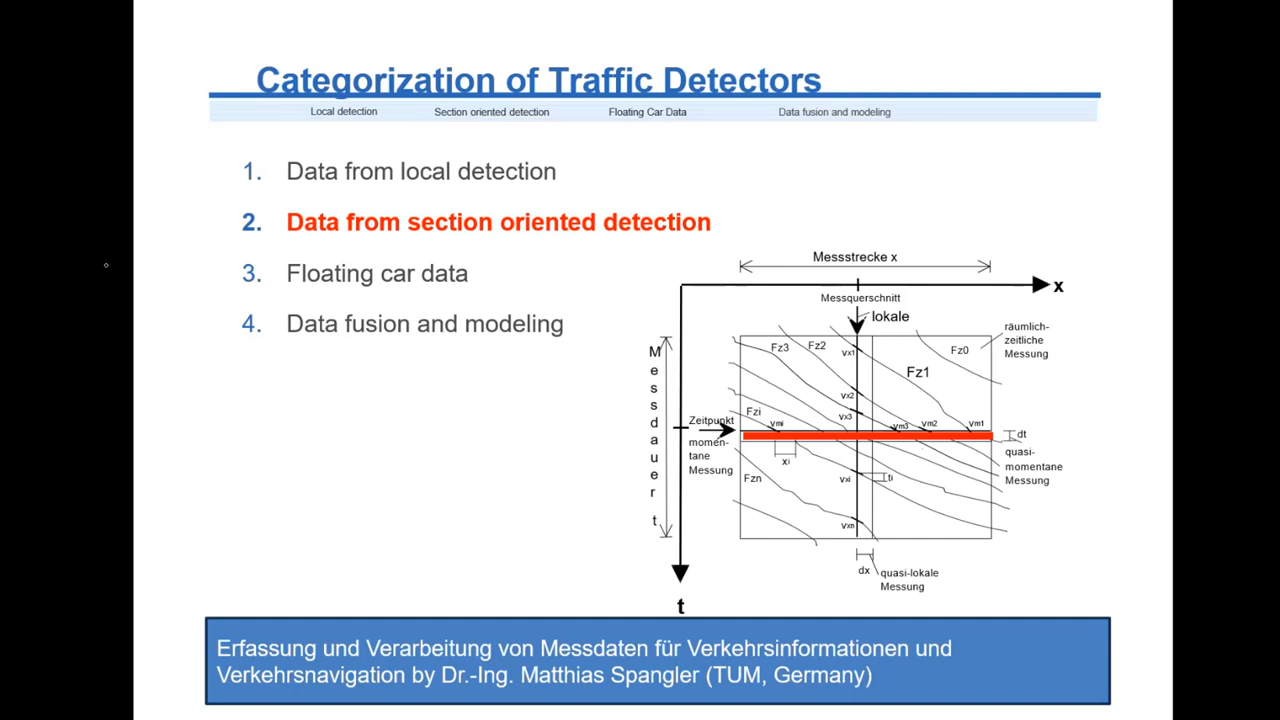 Categorization of Traffic Detectors
Local detection Section oriented detection Floating Car Data Data fusion and modeling
1. Data from local detection
2. Data from section oriented detection
3. Floating car data
4. Data fusion and modeling
Messstrecke x
x
Messquerschnitt
lokale
räumlich-
zeitliche
Messung
Messdauer t
Fz3 Fz2 Fz1 Fz0
vx1
vx2
vx3
Fzi
vmi vm3 vm2 vm1
Zeitpunkt
momen-
tane
Messung
dt
quasi-
momentane
Messung
xi
Fzn
vxi ti
vxn
dx
quasi-lokale
Messung
t
Erfassung und Verarbeitung von Messdaten für Verkehrsinformationen und
Verkehrsnavigation by Dr.-Ing. Matthias Spangler (TUM, Germany)